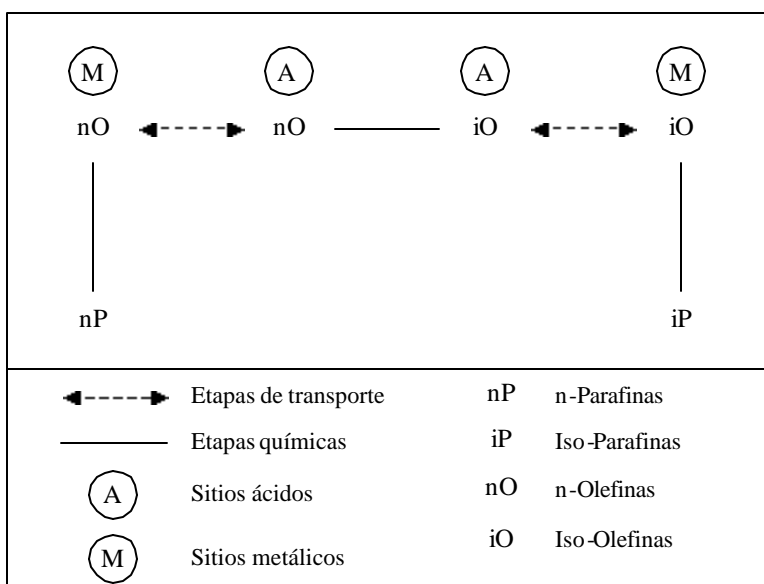 M A A M
nO nO iO iO
nP iP
Etapas de transporte nP n-Parafinas
Etapas químicas iP Iso-Parafinas
A Sitios ácidos nO n-Olefinas
M Sitios metálicos iO Iso-Olefinas